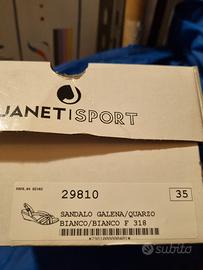 JANET SPORT
29810
35
SANDALO GALENA/QUARZO
BIANCO/BIANCO F 318
subito